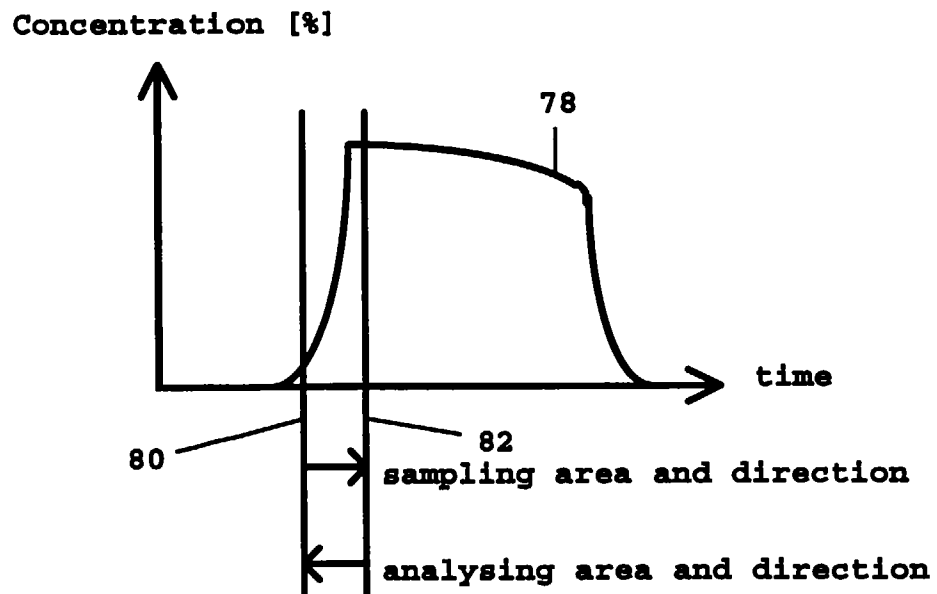 Concentration [%]
78
time
80
82
sampling area and direction
analysing area and direction